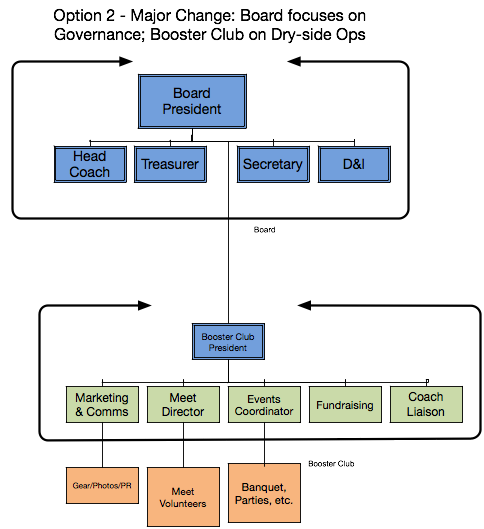 Option 2 - Major Change: Board focuses on
Governance; Booster Club on Dry-side Ops
Board
President
Head
Coach
Treasurer
Secretary
D&I
Board
Booster Club
President
Marketing
& Comms
Meet
Director
Events
Coordinator
Fundraising
Coach
Liaison
Booster Club
Gear/Photos/PR
Meet
Volunteers
Banquet,
Parties, etc.